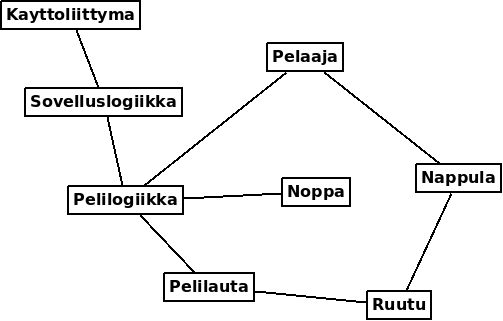 Kayttoliittyma
Pelaaja
Sovelluslogiikka
Nappula
Noppa
Pelilogiikka
Pelilauta
Ruutu